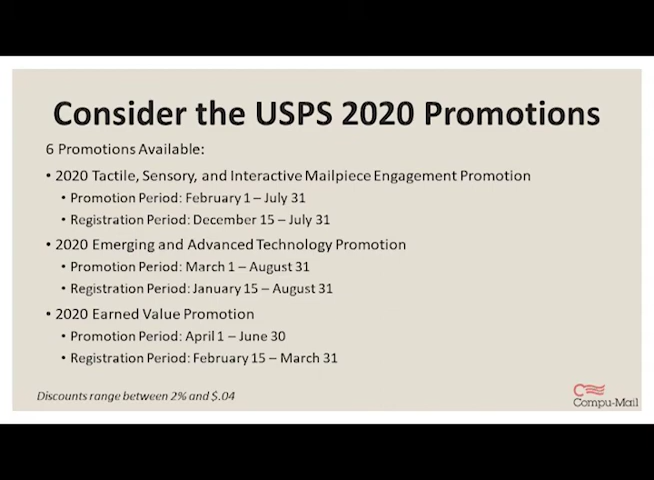 Consider the USPS 2020 Promotions
6 Promotions Available:
• 2020 Tactile, Sensory, and Interactive Mailpiece Engagement Promotion
• Promotion Period: February 1 – July 31
• Registration Period: December 15 – July 31
• 2020 Emerging and Advanced Technology Promotion
• Promotion Period: March 1 – August 31
• Registration Period: January 15 – August 31
• 2020 Earned Value Promotion
• Promotion Period: April 1 – June 30
• Registration Period: February 15 – March 31
Discounts range between 2% and $.04
Compu-Mail